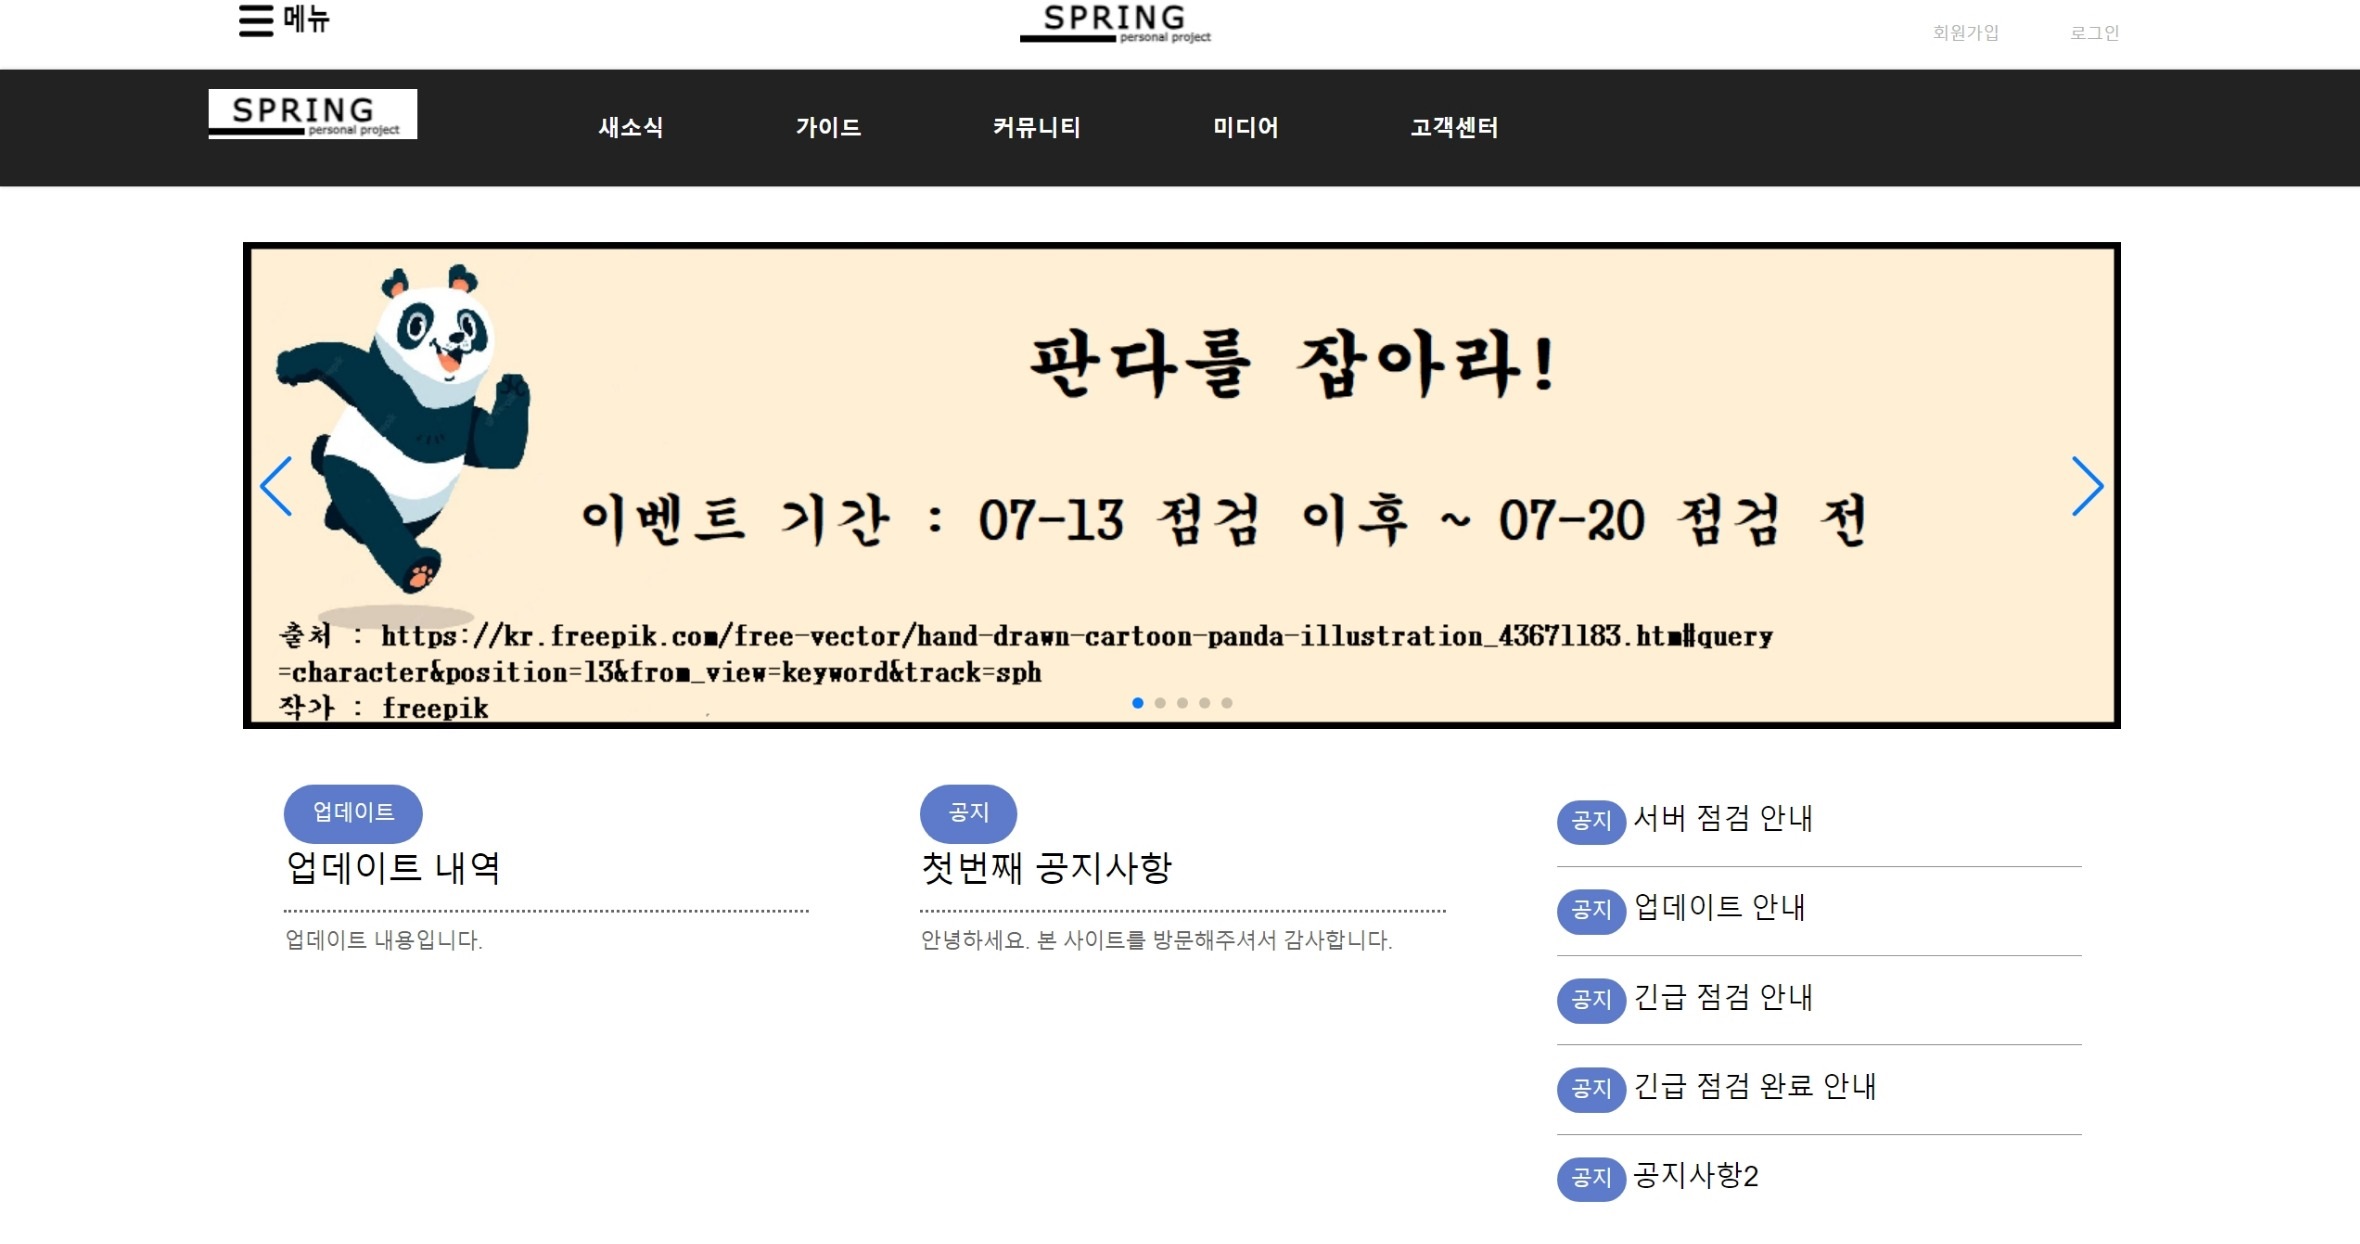 메뉴
SPRING
personal project
회원가입
로그인
SPRING
personal project
새소식
가이드
커뮤니티
미디어
고객센터
판다를 잡아라!
이벤트 기간 : 07-13 점검 이후 ~ 07-20 점검 전
출처 : https://kr.freepik.com/free-vector/hand-drawn-cartoon-panda-illustration_43671183.htm#query
=character&position=13&from_view=keyword&track=sph
작가 : freepik
업데이트
업데이트 내역
업데이트 내용입니다.
공지
첫번째 공지사항
안녕하세요. 본 사이트를 방문해주셔서 감사합니다.
공지 서버 점검 안내
공지 업데이트 안내
공지 긴급 점검 안내
공지 긴급 점검 완료 안내
공지 공지사항2